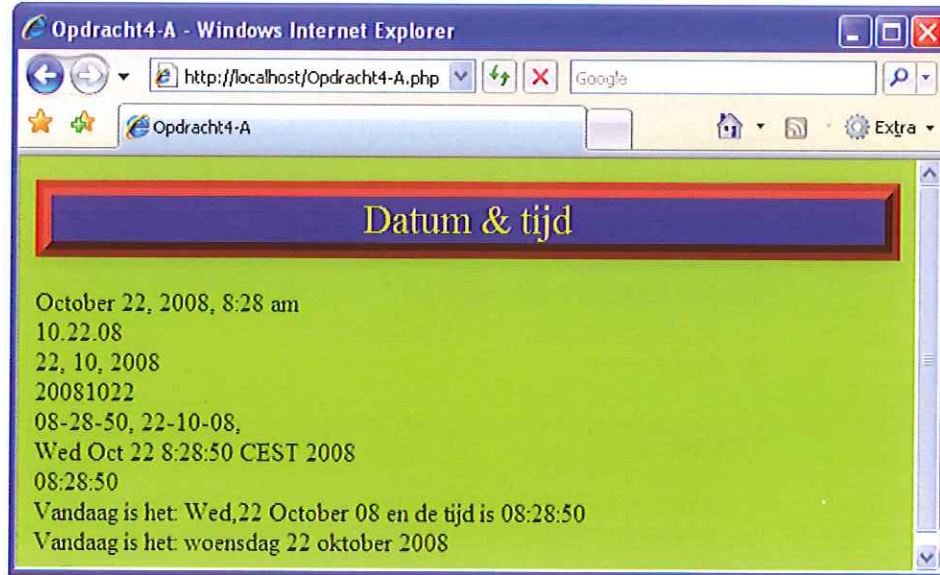 Opdracht4-A - Windows Internet Explorer
http://localhost/Opdracht4-A.php
Google
Opdracht4-A
Extra
Datum & tijd
October 22, 2008, 8:28 am
10.22.08
22, 10, 2008
20081022
08-28-50, 22-10-08,
Wed Oct 22 8:28:50 CEST 2008
08:28:50
Vandaag is het: Wed,22 October 08 en de tijd is 08:28:50
Vandaag is het: woensdag 22 oktober 2008